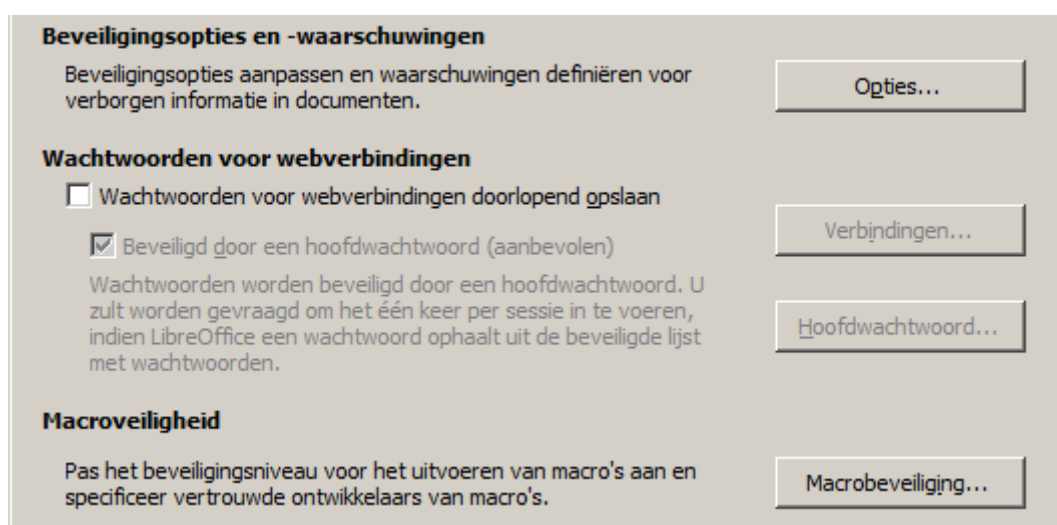 Beveiligingsopties en -waarschuwingen
Beveiligingsopties aanpassen en waarschuwingen definiëren voor
verborgen informatie in documenten.
Opties...
Wachtwoorden voor webverbindingen
Wachtwoorden voor webverbindingen doorlopend opslaan
Verbindingen...
Beveiligd door een hoofdwachtwoord (aanbevolen)
Wachtwoorden worden beveiligd door een hoofdwachtwoord. U
zult worden gevraagd om het één keer per sessie in te voeren,
indien LibreOffice een wachtwoord ophaalt uit de beveiligde lijst
met wachtwoorden.
Hoofdwachtwoord...
Macroveiligheid
Pas het beveiligingsniveau voor het uitvoeren van macro's aan en
specificeer vertrouwde ontwikkelaars van macro's.
Macrobeveiliging...